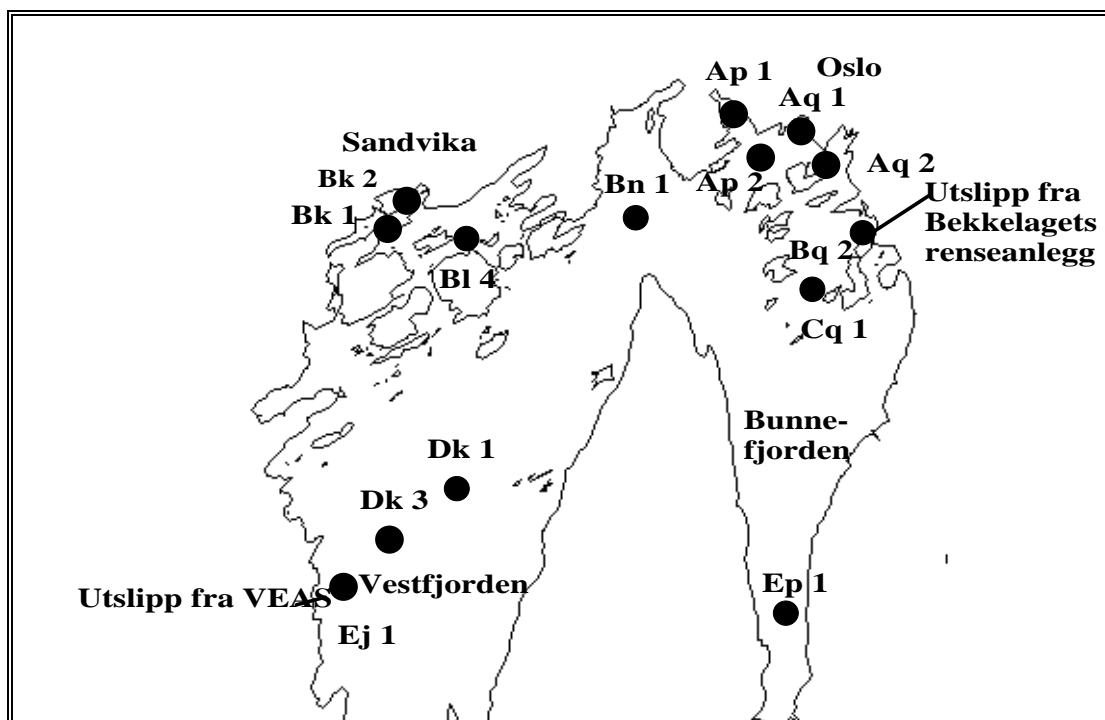 Oslo
Ap 1
Aq 1
Sandvika
Bk 2
Bn 1
Ap 2
Aq 2
Bk 1
Utslipp fra
Bekkelagets
renseanlegg
Bq 2
Bl 4
Cq 1
Bunne-
fjorden
Dk 1
Dk 3
Vestfjorden
Ep 1
Utslipp fra VEAS
Ej 1